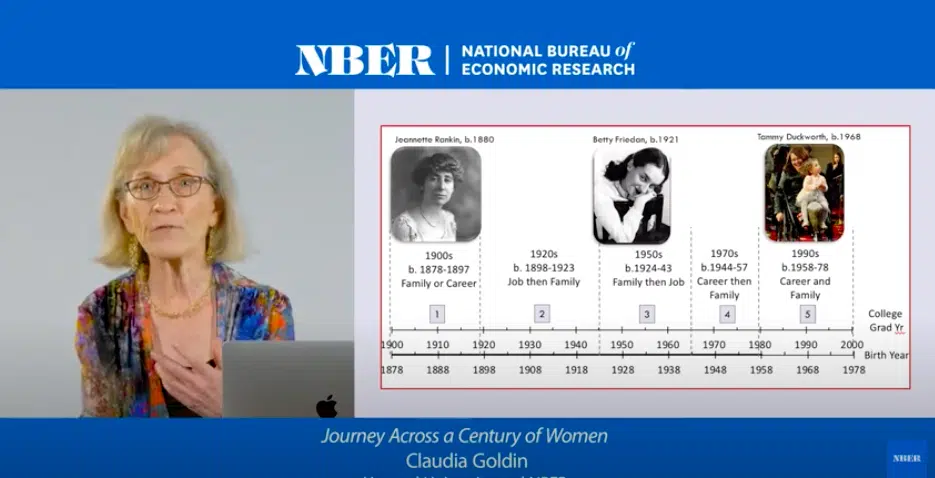 NBER
NATIONAL BUREAU of
ECONOMIC RESEARCH
Jeannette Rankin, b.1880
Betty Friedan, b.1921
Tammy Duckworth, b.1968
1900s
b. 1878-1897
Family or Career
1920s
b. 1898-1923
Job then Family
1950s
b.1924-43
Family then Job
1970s
b.1944-57
Career then
Family
1990s
b.1958-78
Career and
Family
1 2 3 4 5
College
Grad Yr
1900 1910 1920 1930 1940 1950 1960 1970 1980 1990 2000
Birth Year
1878 1888 1898 1908 1918 1928 1938 1948 1958 1968 1978
Journey Across a Century of Women
Claudia Goldin
NBER